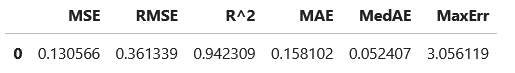 MSE RMSE R^2 MAE MedAE MaxErr
0 0.130566 0.361339 0.942309 0.158102 0.052407 3.056119